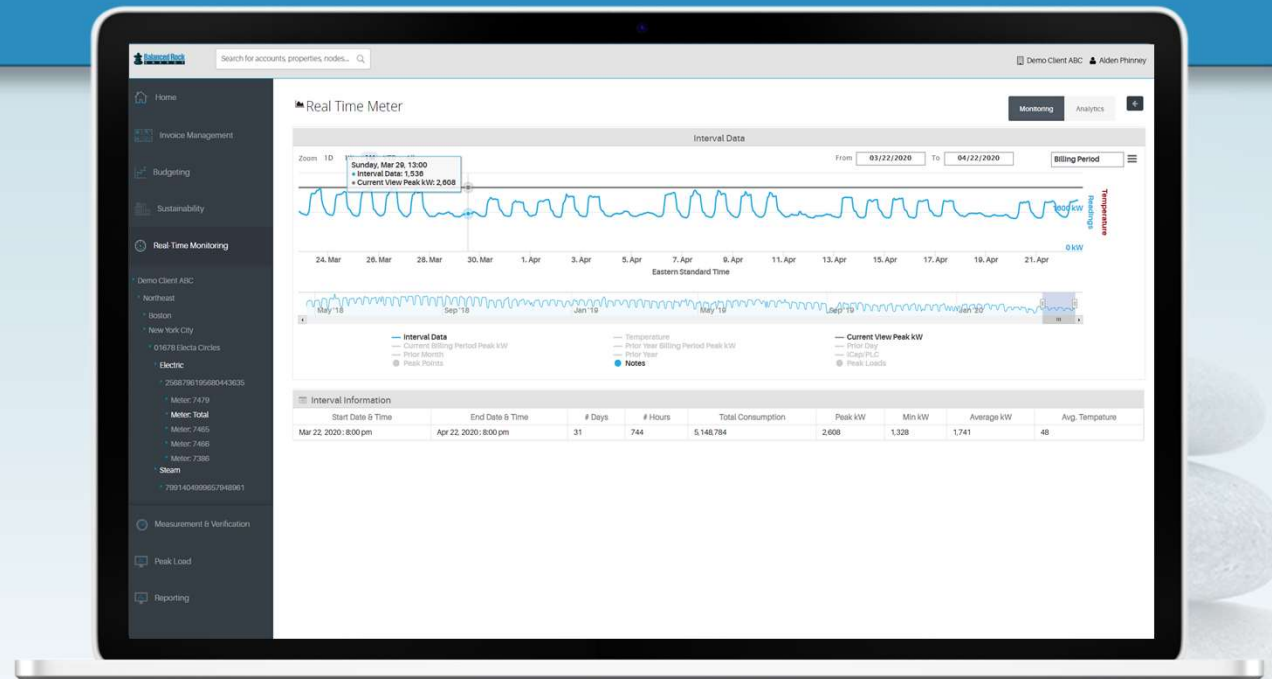 Balanced Rock
ENERGY
Search for accounts, properties, nodes...
Demo Client ABC
Alden Phinney
Home
Invoice Management
Budgeting
Sustainability
Real-Time Monitoring
Demo Client ABC
Northeast
Boston
New York City
01678 Electa Circles
Electric
2568796195680443635
Meter: 7479
Meter: Total
Meter: 7465
Meter: 7466
Meter: 7386
Steam
7991404999657948961
Measurement & Verification
Peak Load
Reporting
Real Time Meter
Monitoring Analytics
Interval Data
Zoom 1D
From 03/22/2020 To 04/22/2020 Billing Period
Sunday, Mar 29, 13:00
Interval Data: 1,536
Current View Peak kW: 2,608
Temperature
Readings
1800 kW
0 kW
24. Mar 26. Mar 28. Mar 30. Mar 1. Apr 3. Apr 5. Apr 7. Apr 9. Apr 11. Apr 13. Apr 15. Apr 17. Apr 19. Apr 21. Apr
Eastern Standard Time
May '18 Sep '18 Jan '19 May '19 Sep '19 Jan '20
Interval Data Temperature Current View Peak kW
Current Billing Period Peak kW Prior Year Billing Period Peak kW Prior Day
Prior Month Prior Year iCap/PLC
Peak Points Notes Peak Loads
Interval Information
Start Date & Time End Date & Time # Days # Hours Total Consumption Peak kW Min kW Average kW Avg. Tempature
Mar 22, 2020 : 8:00 pm Apr 22, 2020 : 8:00 pm 31 744 5,148,784 2,608 1,328 1,741 48